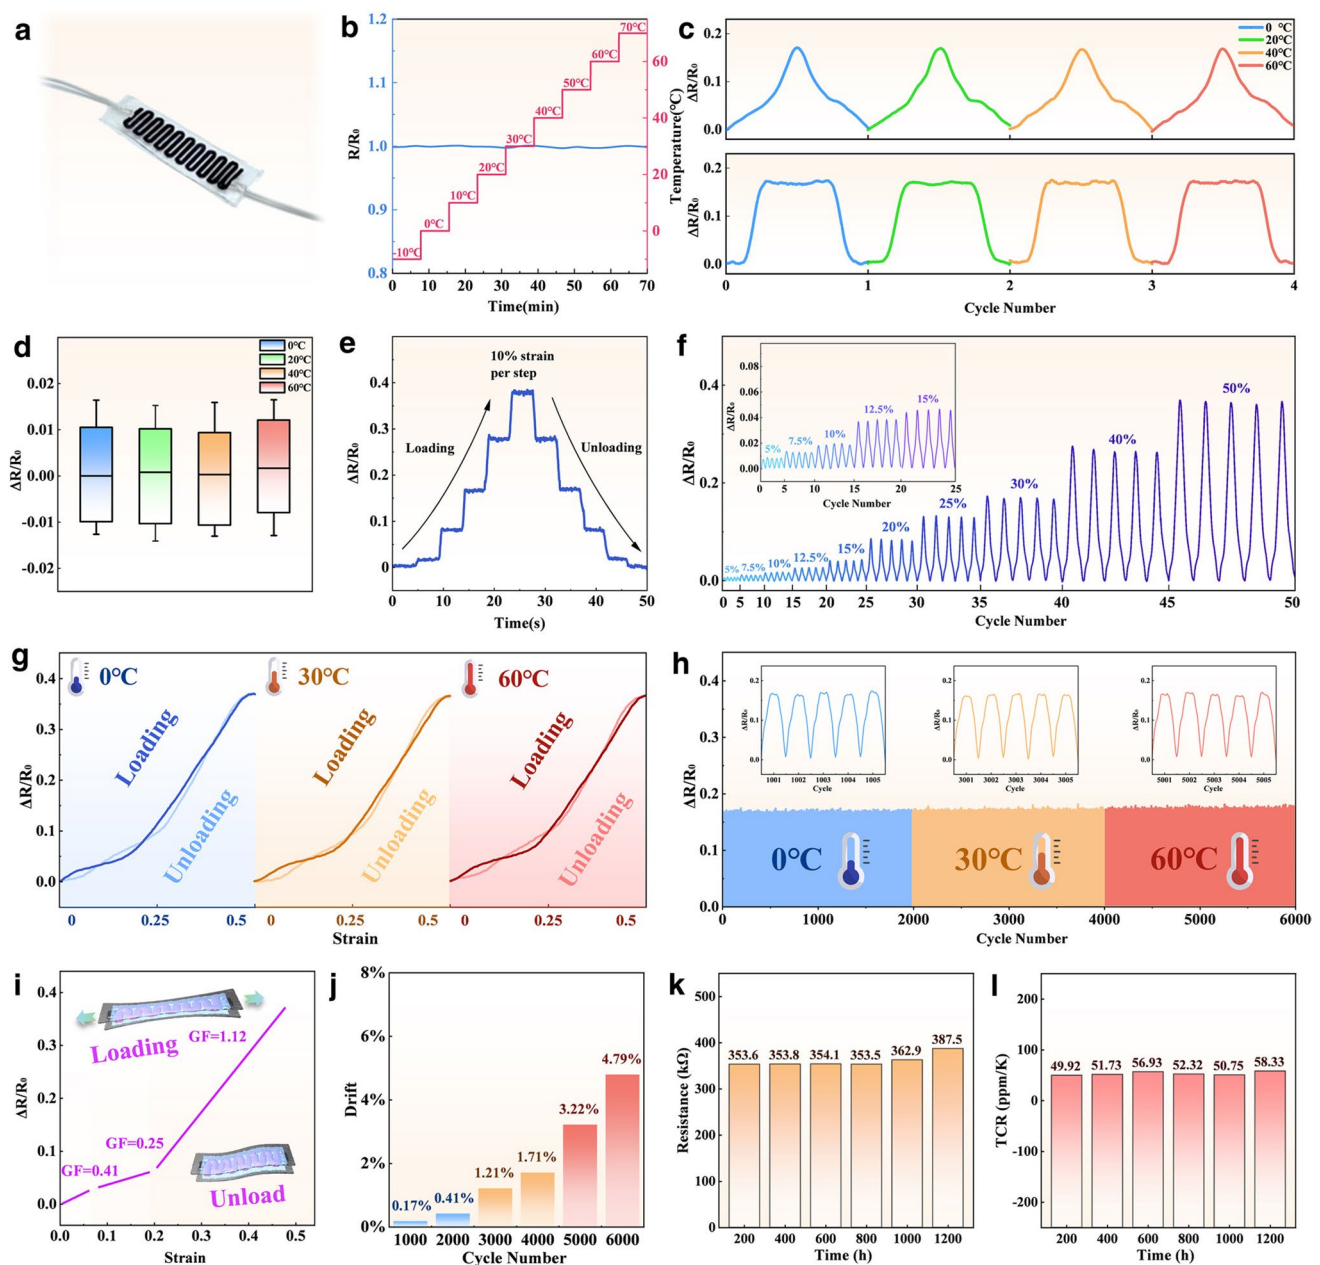 a
b
1.2
1.1
1.0
0.9
0.8
R/R₀
-10℃
0℃
10℃
20℃
30℃
40℃
50℃
60℃
70℃
60
40
20
0
Temperature(℃)
0 10 20 30 40 50 60 70
Time(min)
c
0 ℃
20℃
40℃
60℃
0.2
0.1
0.0
ΔR/R₀
0.2
0.1
0.0
ΔR/R₀
0 1 2 3 4
Cycle Number
d
0℃
20℃
40℃
60℃
0.02
0.01
0.00
-0.01
-0.02
ΔR/R₀
e
10% strain
per step
Loading
Unloading
0.4
0.3
0.2
0.1
0
ΔR/R₀
0 10 20 30 40 50
Time(s)
f
0.4
0.2
0.0
ΔR/R₀
0.08
0.06
0.04
0.02
0.00
ΔR/R₀
5%
7.5%
10%
12.5%
15%
0 5 10 15 20 25
Cycle Number
5% 7.5% 10% 12.5% 15% 20% 25% 30% 40% 50%
0 5 10 15 20 25 30 35 40 45 50
Cycle Number
g
0℃
30℃
60℃
Loading
Unloading
Loading
Unloading
Loading
Unloading
0.4
0.3
0.2
0.1
0.0
ΔR/R₀
0 0.25 0.5 0 0.25 0.5 0 0.25 0.5
Strain
h
0.4
0.3
0.2
0.1
0.0
ΔR/R₀
0.2
0.1
0.0
ΔR/R₀
1001 1002 1003 1004 1005
Cycle
0.2
0.1
0.0
ΔR/R₀
3001 3002 3003 3004 3005
Cycle
0.2
0.1
0.0
ΔR/R₀
5001 5002 5003 5004 5005
Cycle
0℃
30℃
60℃
0 1000 2000 3000 4000 5000 6000
Cycle Number
i
0.4
0.3
0.2
0.1
0.0
ΔR/R₀
Loading
GF=1.12
GF=0.25
GF=0.41
Unload
0.0 0.1 0.2 0.3 0.4 0.5
Strain
j
8%
6%
4%
2%
0%
Drift
0.17%
0.41%
1.21%
1.71%
3.22%
4.79%
1000 2000 3000 4000 5000 6000
Cycle Number
k
500
400
300
200
100
0
Resistance (kΩ)
353.6 353.8 354.1 353.5 362.9 387.5
200 400 600 800 1000 1200
Time (h)
l
200
100
0
-100
-200
TCR (ppm/K)
49.92 51.73 56.93 52.32 50.75 58.33
200 400 600 800 1000 1200
Time (h)